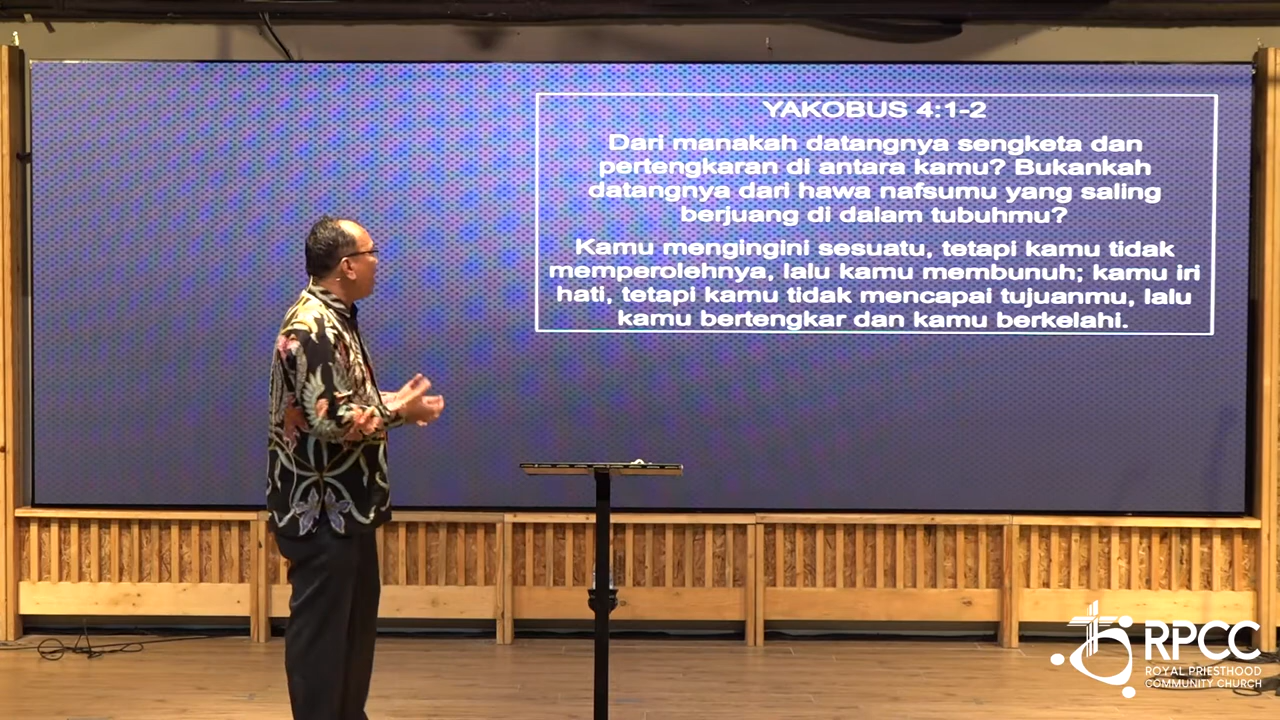 YAKOBUS 4:1-2
Dari manakah datangnya sengketa dan
pertengkaran di antara kamu? Bukankah
datangnya dari hawa nafsumu yang saling
berjuang di dalam tubuhmu?
Kamu mengingini sesuatu, tetapi kamu tidak
memperolehnya, lalu kamu membunuh; kamu iri
hati, tetapi kamu tidak mencapai tujuanmu, lalu
kamu bertengkar dan kamu berkelahi.
RPCC
ROYAL PRIESTHOOD
COMMUNITY CHURCH